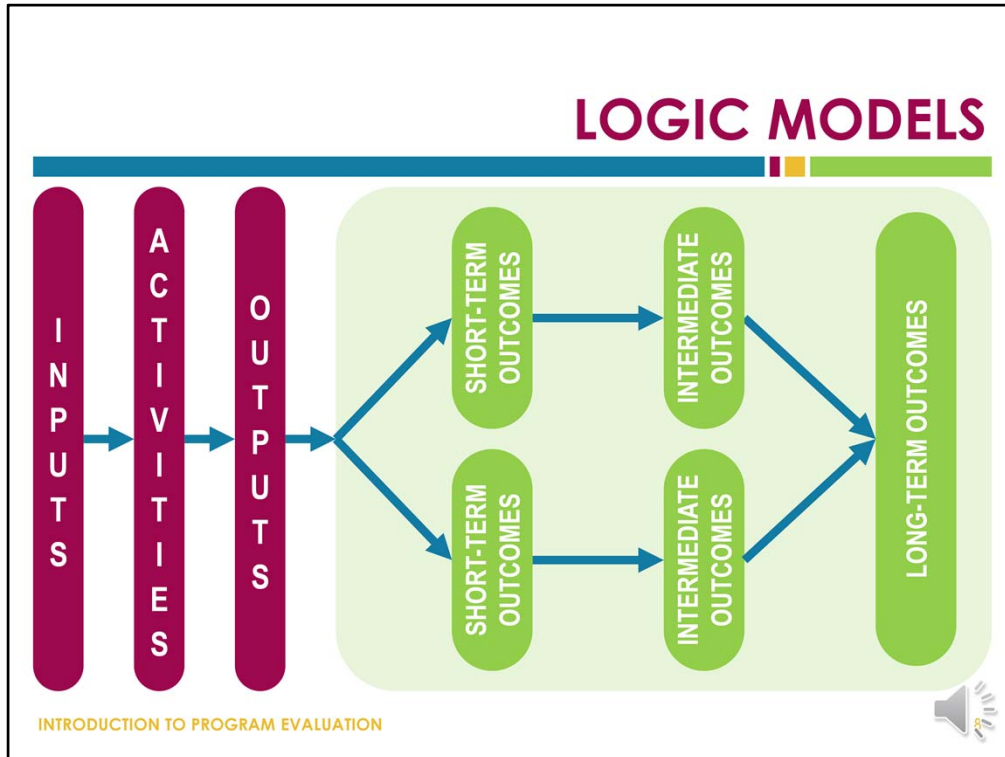 LOGIC MODELS
INPUTS
ACTIVITIES
OUTPUTS
SHORT-TERM
OUTCOMES
INTERMEDIATE
OUTCOMES
SHORT-TERM
OUTCOMES
INTERMEDIATE
OUTCOMES
LONG-TERM OUTCOMES
INTRODUCTION TO PROGRAM EVALUATION
8